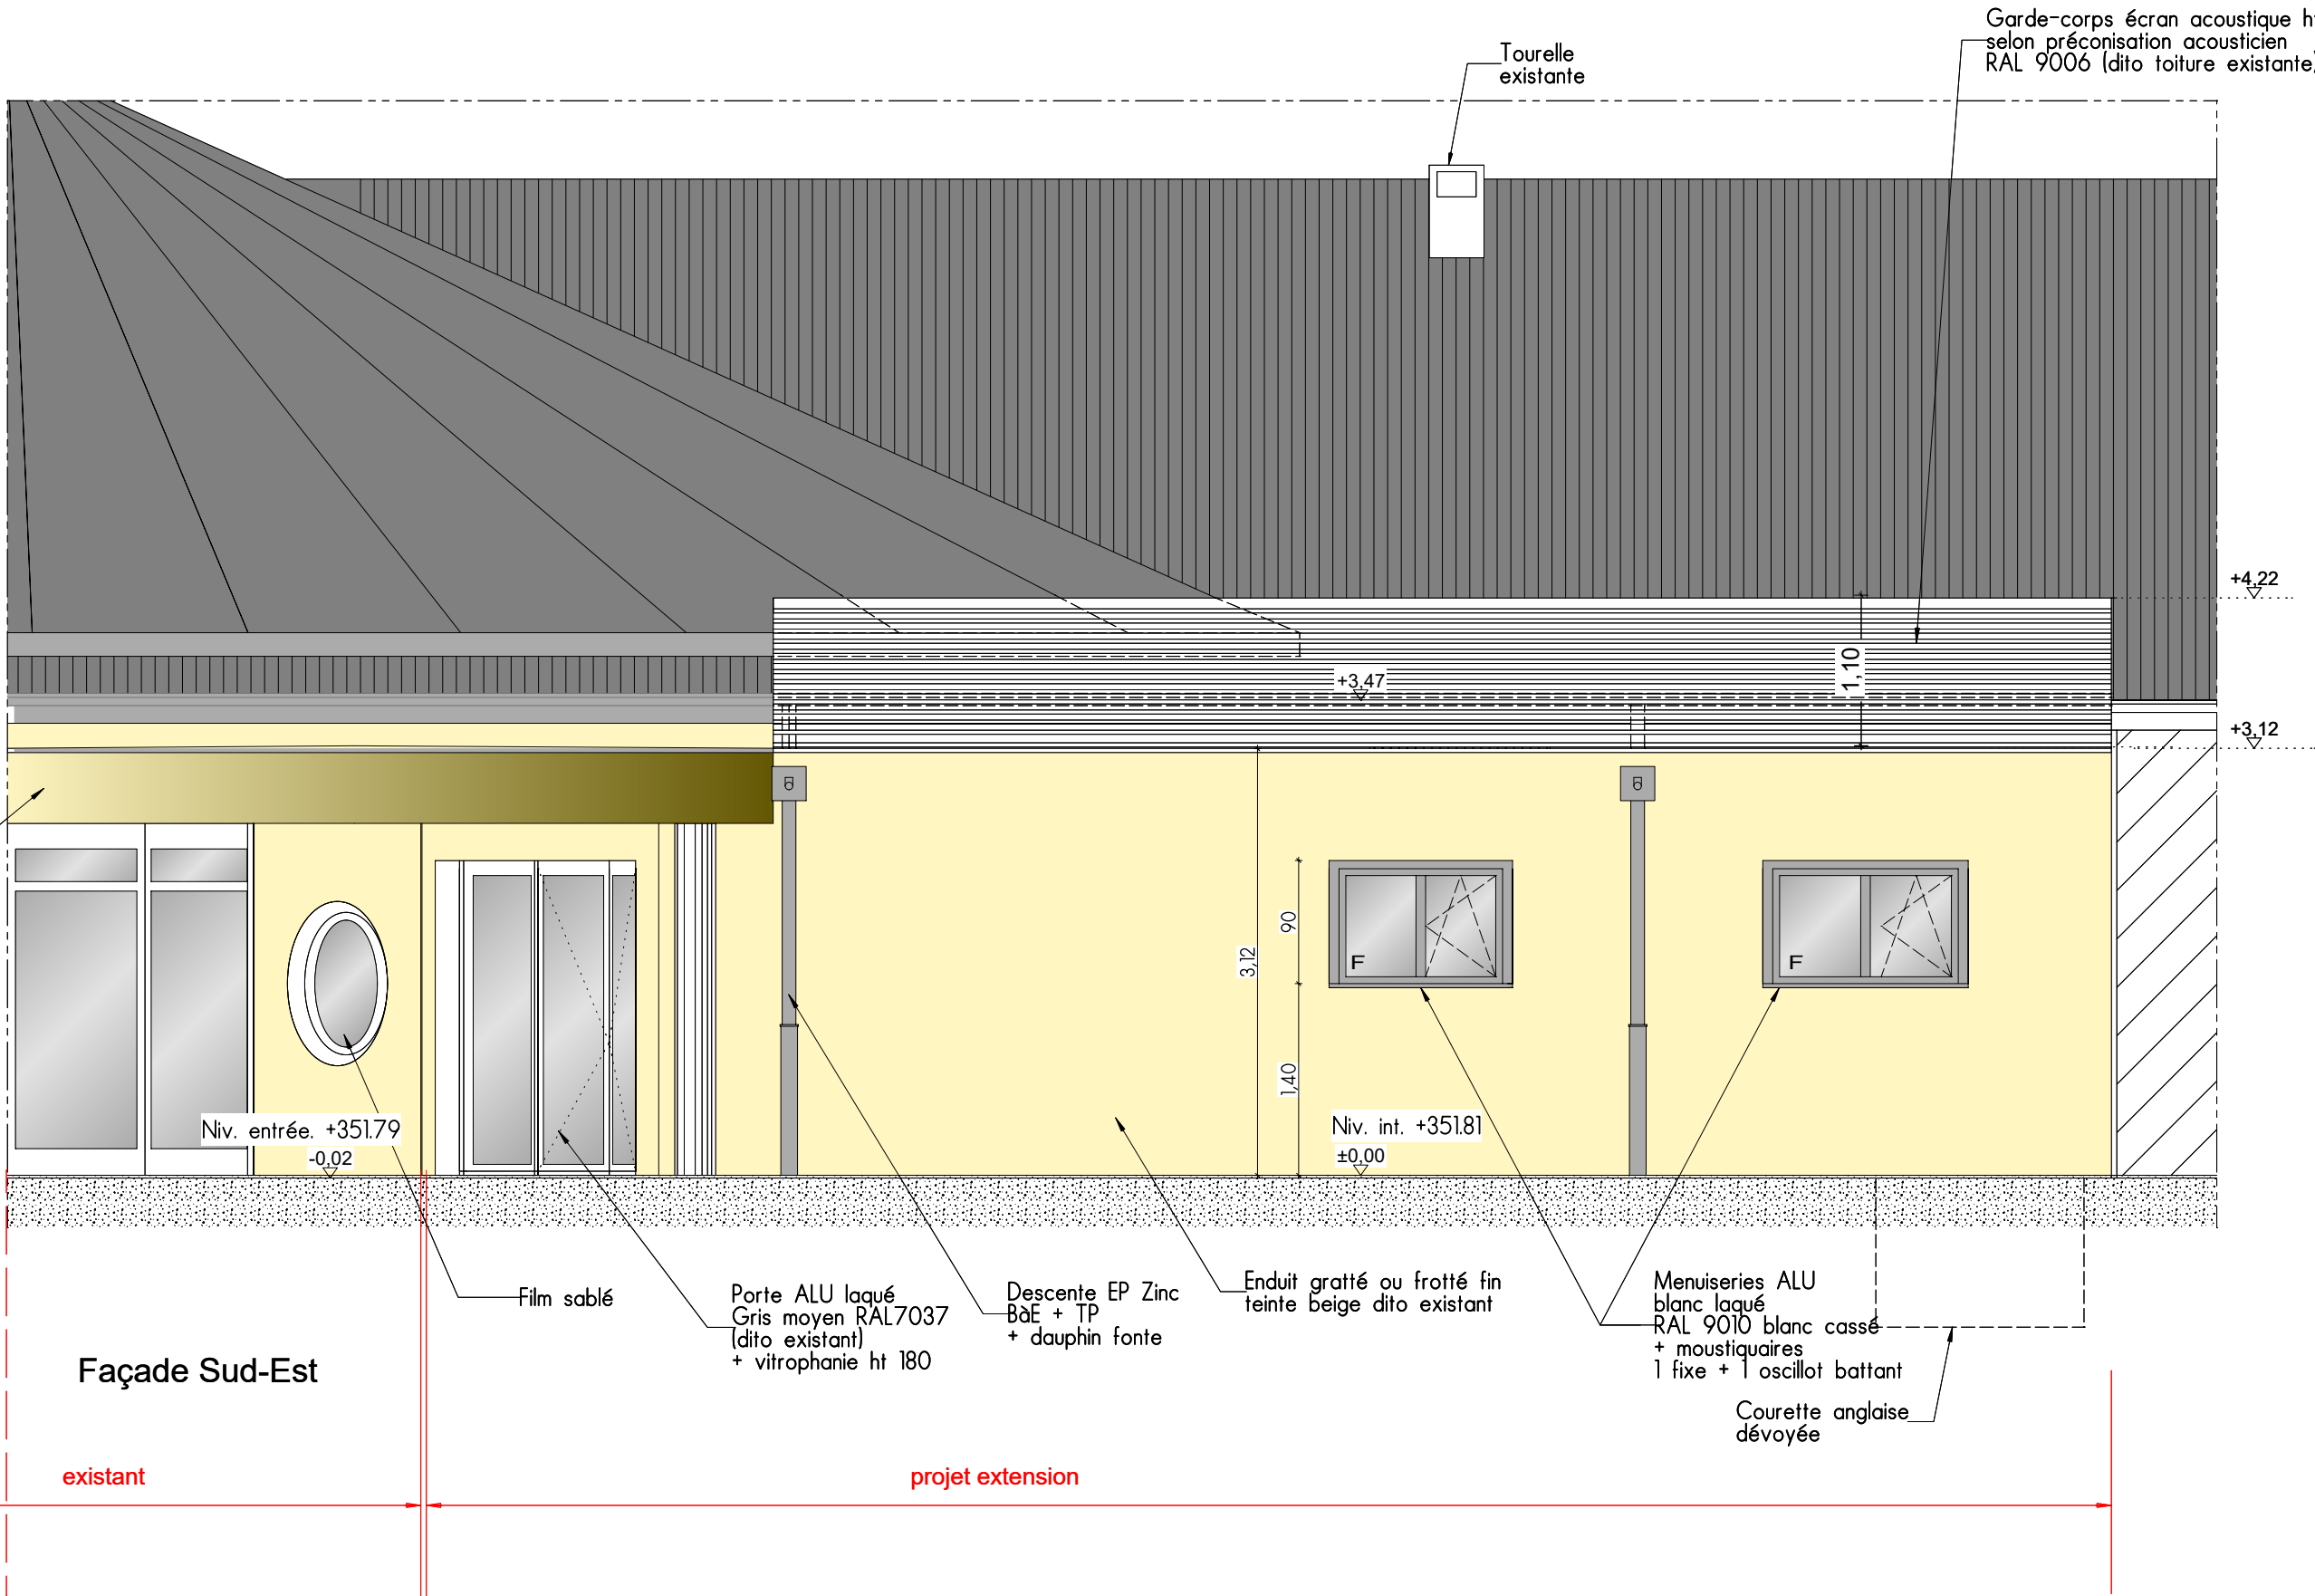 Garde-corps écran acoustique
selon préconisation acousticien
RAL 9006 (dito toiture existante)
Tourelle
existante
+4,22
1,10
+3,47
+3,12
90
3,12
F
F
1,40
Niv. entrée. +351.79
-0,02
Niv. int. +351.81
±0,00
Film sablé
Porte ALU laqué
Gris moyen RAL7037
(dito existant)
+ vitrophanie ht 180
Descente EP Zinc
BàE + TP
+ dauphin fonte
Enduit gratté ou frotté fin
teinte beige dito existant
Menuiseries ALU
blanc laqué
RAL 9010 blanc cassé
+ moustiquaires
1 fixe + 1 oscillot battant
Courette anglaise
dévoyée
Façade Sud-Est
existant
projet extension